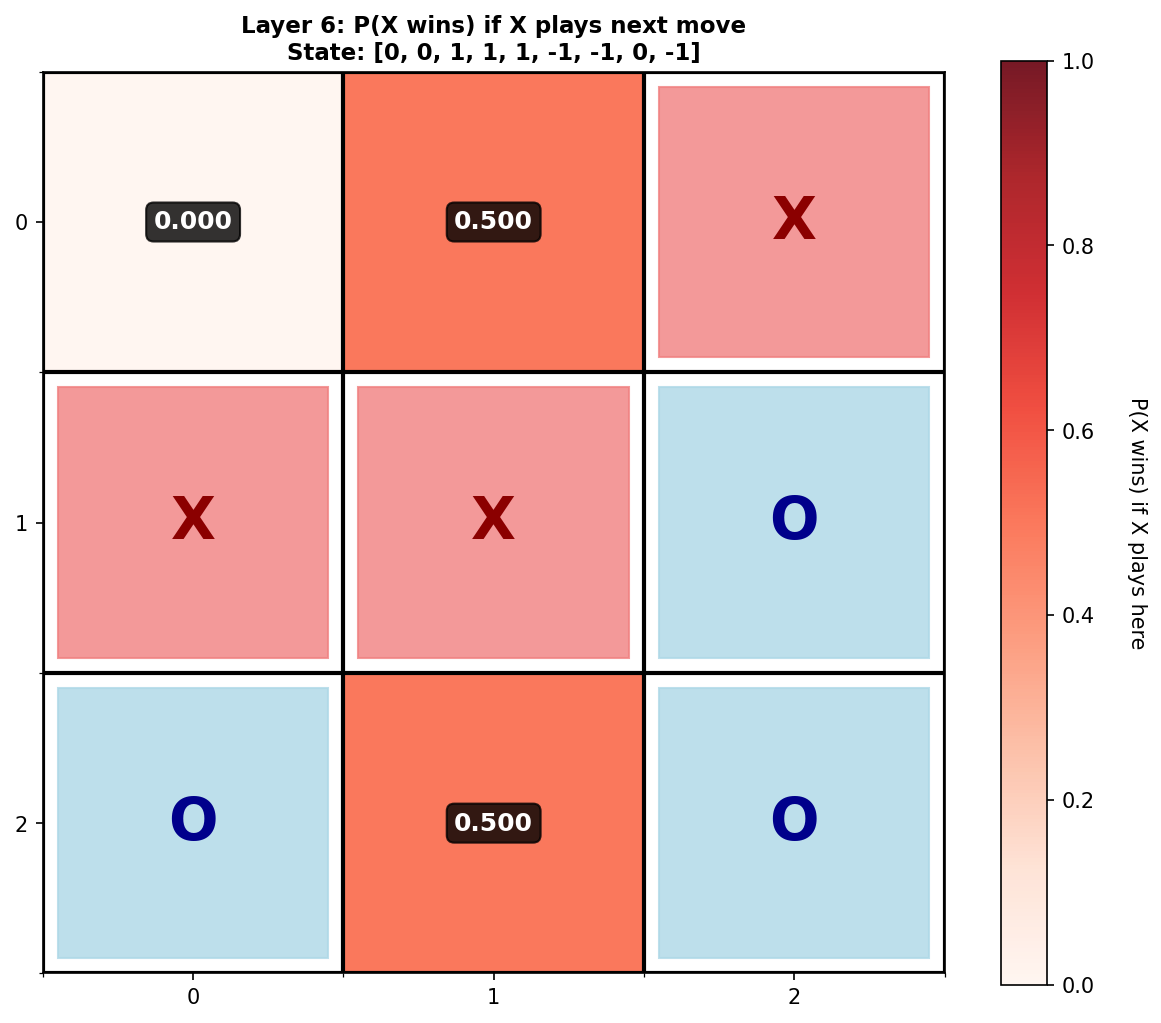 Layer 6: P(X wins) if X plays next move
State: [0, 0, 1, 1, 1, -1, -1, 0, -1]
0.000
0.500
X
X
X
O
O
0.500
O
0
1
2
0
1
2
1.0
0.8
0.6
0.4
0.2
0.0
P(X wins) if X plays here